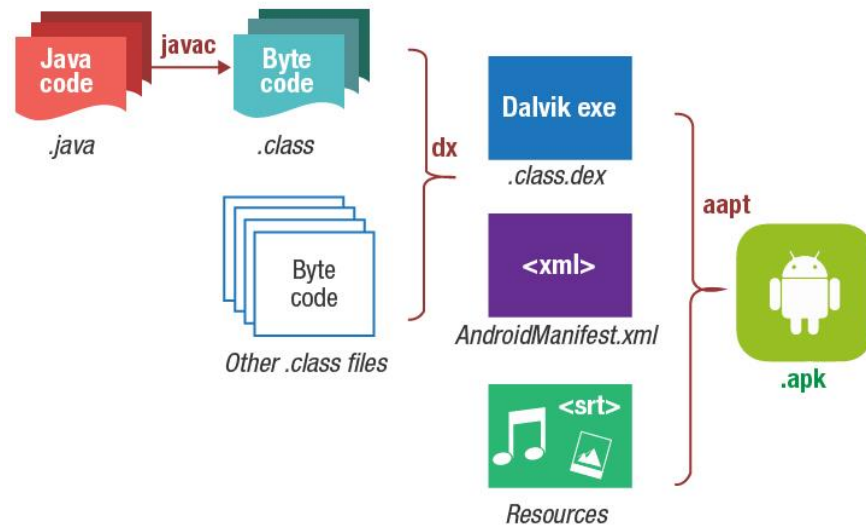 Java
code
.java
javac
Byte
code
.class
Byte
code
Other .class files
dx
Dalvik exe
.class.dex
<xml>
AndroidManifest.xml
<srt>
Resources
aapt
.apk